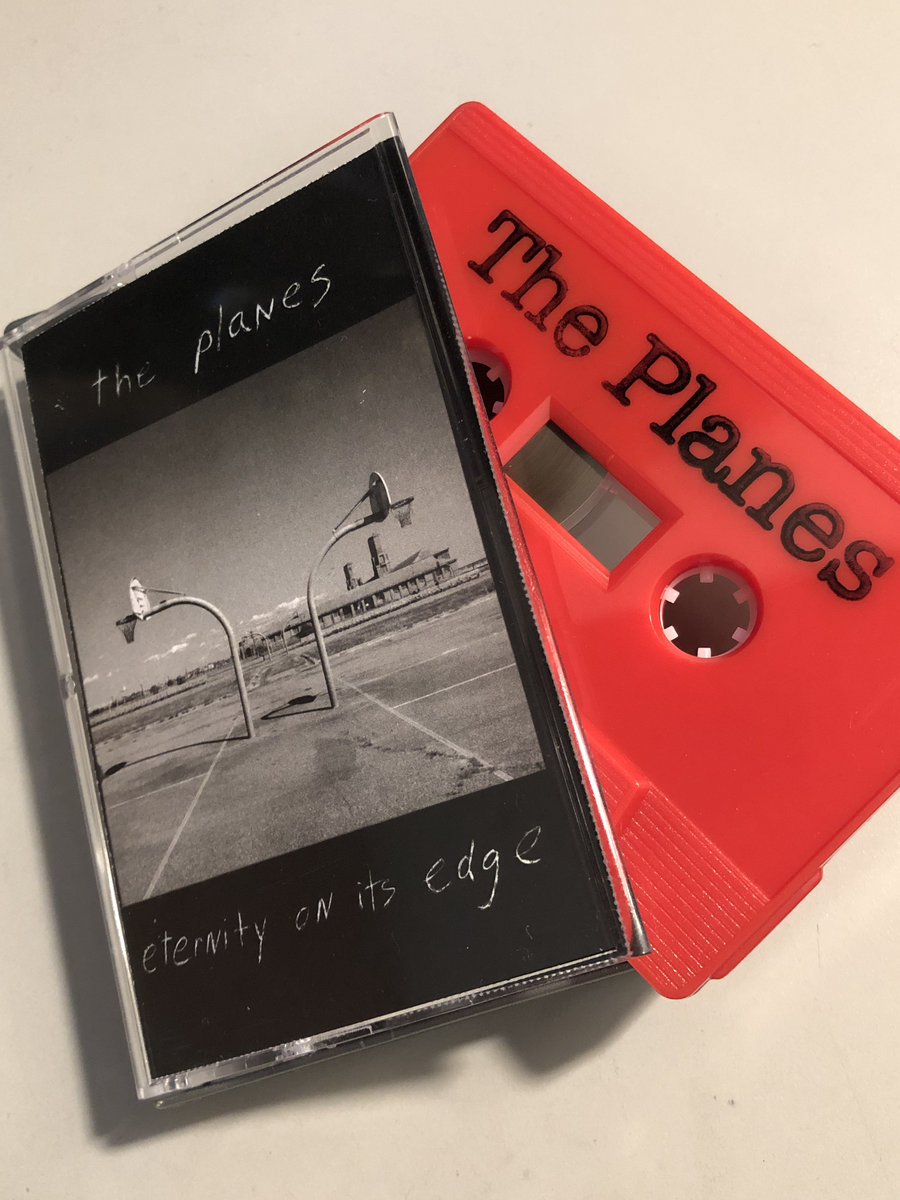 the planes
eternity on its edge
The Planes